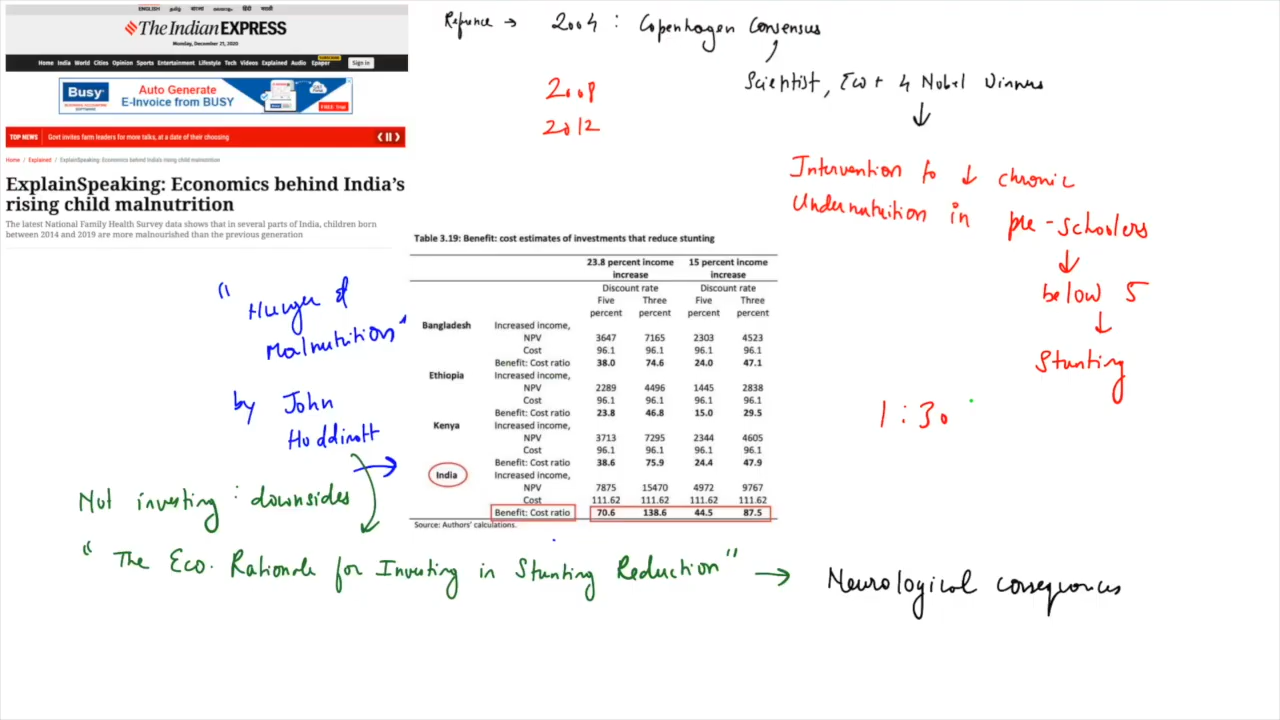 ENGLISH தமிழ் বাংলা മലയാളം हिंदी मराठी
The Indian EXPRESS
Monday, December 21, 2020
Home India World Cities Opinion Sports Entertainment Lifestyle Tech Videos Explained Audio Epaper Sign in
SUBSCRIBE
Busy
ACCOUNTING SOFTWARE
Auto Generate
E-Invoice from BUSY
FREE Trial
TOP NEWS Govt invites farm leaders for more talks, at a date of their choosing
Home / Explained / ExplainSpeaking: Economics behind India's rising child malnutrition
ExplainSpeaking: Economics behind India's
rising child malnutrition
The latest National Family Health Survey data shows that in several parts of India, children born
between 2014 and 2019 are more malnourished than the previous generation
Refrence → 2004 : Copenhagen Consensus
2008
2012
Scientist, Eco + 4 Nobel Winners
Intervention to ↓ chronic
Undernutrition in pre-schoolers
below 5
Stunting
1 : 30
"Hunger &
Malnutrition"
by John
Hoddinott
Table 3.19: Benefit: cost estimates of investments that reduce stunting
23.8 percent income increase 15 percent income increase
Discount rate Discount rate
Five percent Three percent Five percent Three percent
Bangladesh Increased income,
NPV 3647 7165 2303 4523
Cost 96.1 96.1 96.1 96.1
Benefit: Cost ratio 38.0 74.6 24.0 47.1
Ethiopia Increased income,
NPV 2289 4496 1445 2838
Cost 96.1 96.1 96.1 96.1
Benefit: Cost ratio 23.8 46.8 15.0 29.5
Kenya Increased income,
NPV 3713 7295 2344 4605
Cost 96.1 96.1 96.1 96.1
Benefit: Cost ratio 38.6 75.9 24.4 47.9
India Increased income,
NPV 7875 15470 4972 9767
Cost 111.62 111.62 111.62 111.62
Benefit: Cost ratio 70.6 138.6 44.5 87.5
Source: Authors' calculations.
Not investing : downsides
"The Eco. Rationale for Investing in Stunting Reduction" → Neurological consequences